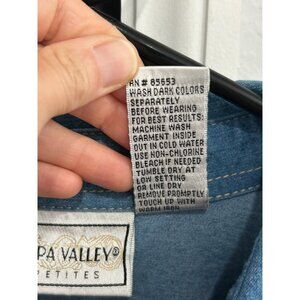 RN # 85653
WASH DARK COLORS
SEPARATELY
BEFORE WEARING
FOR BEST RESULTS:
MACHINE WASH
GARMENT INSIDE
OUT IN COLD WATER
USE NON-CHLORINE
BLEACH IF NEEDED.
TUMBLE DRY AT
LOW SETTING
OR LINE DRY
REMOVE PROMPTLY
TOUCH UP WITH
WARM IRON
PA VALLEY®
PETITES